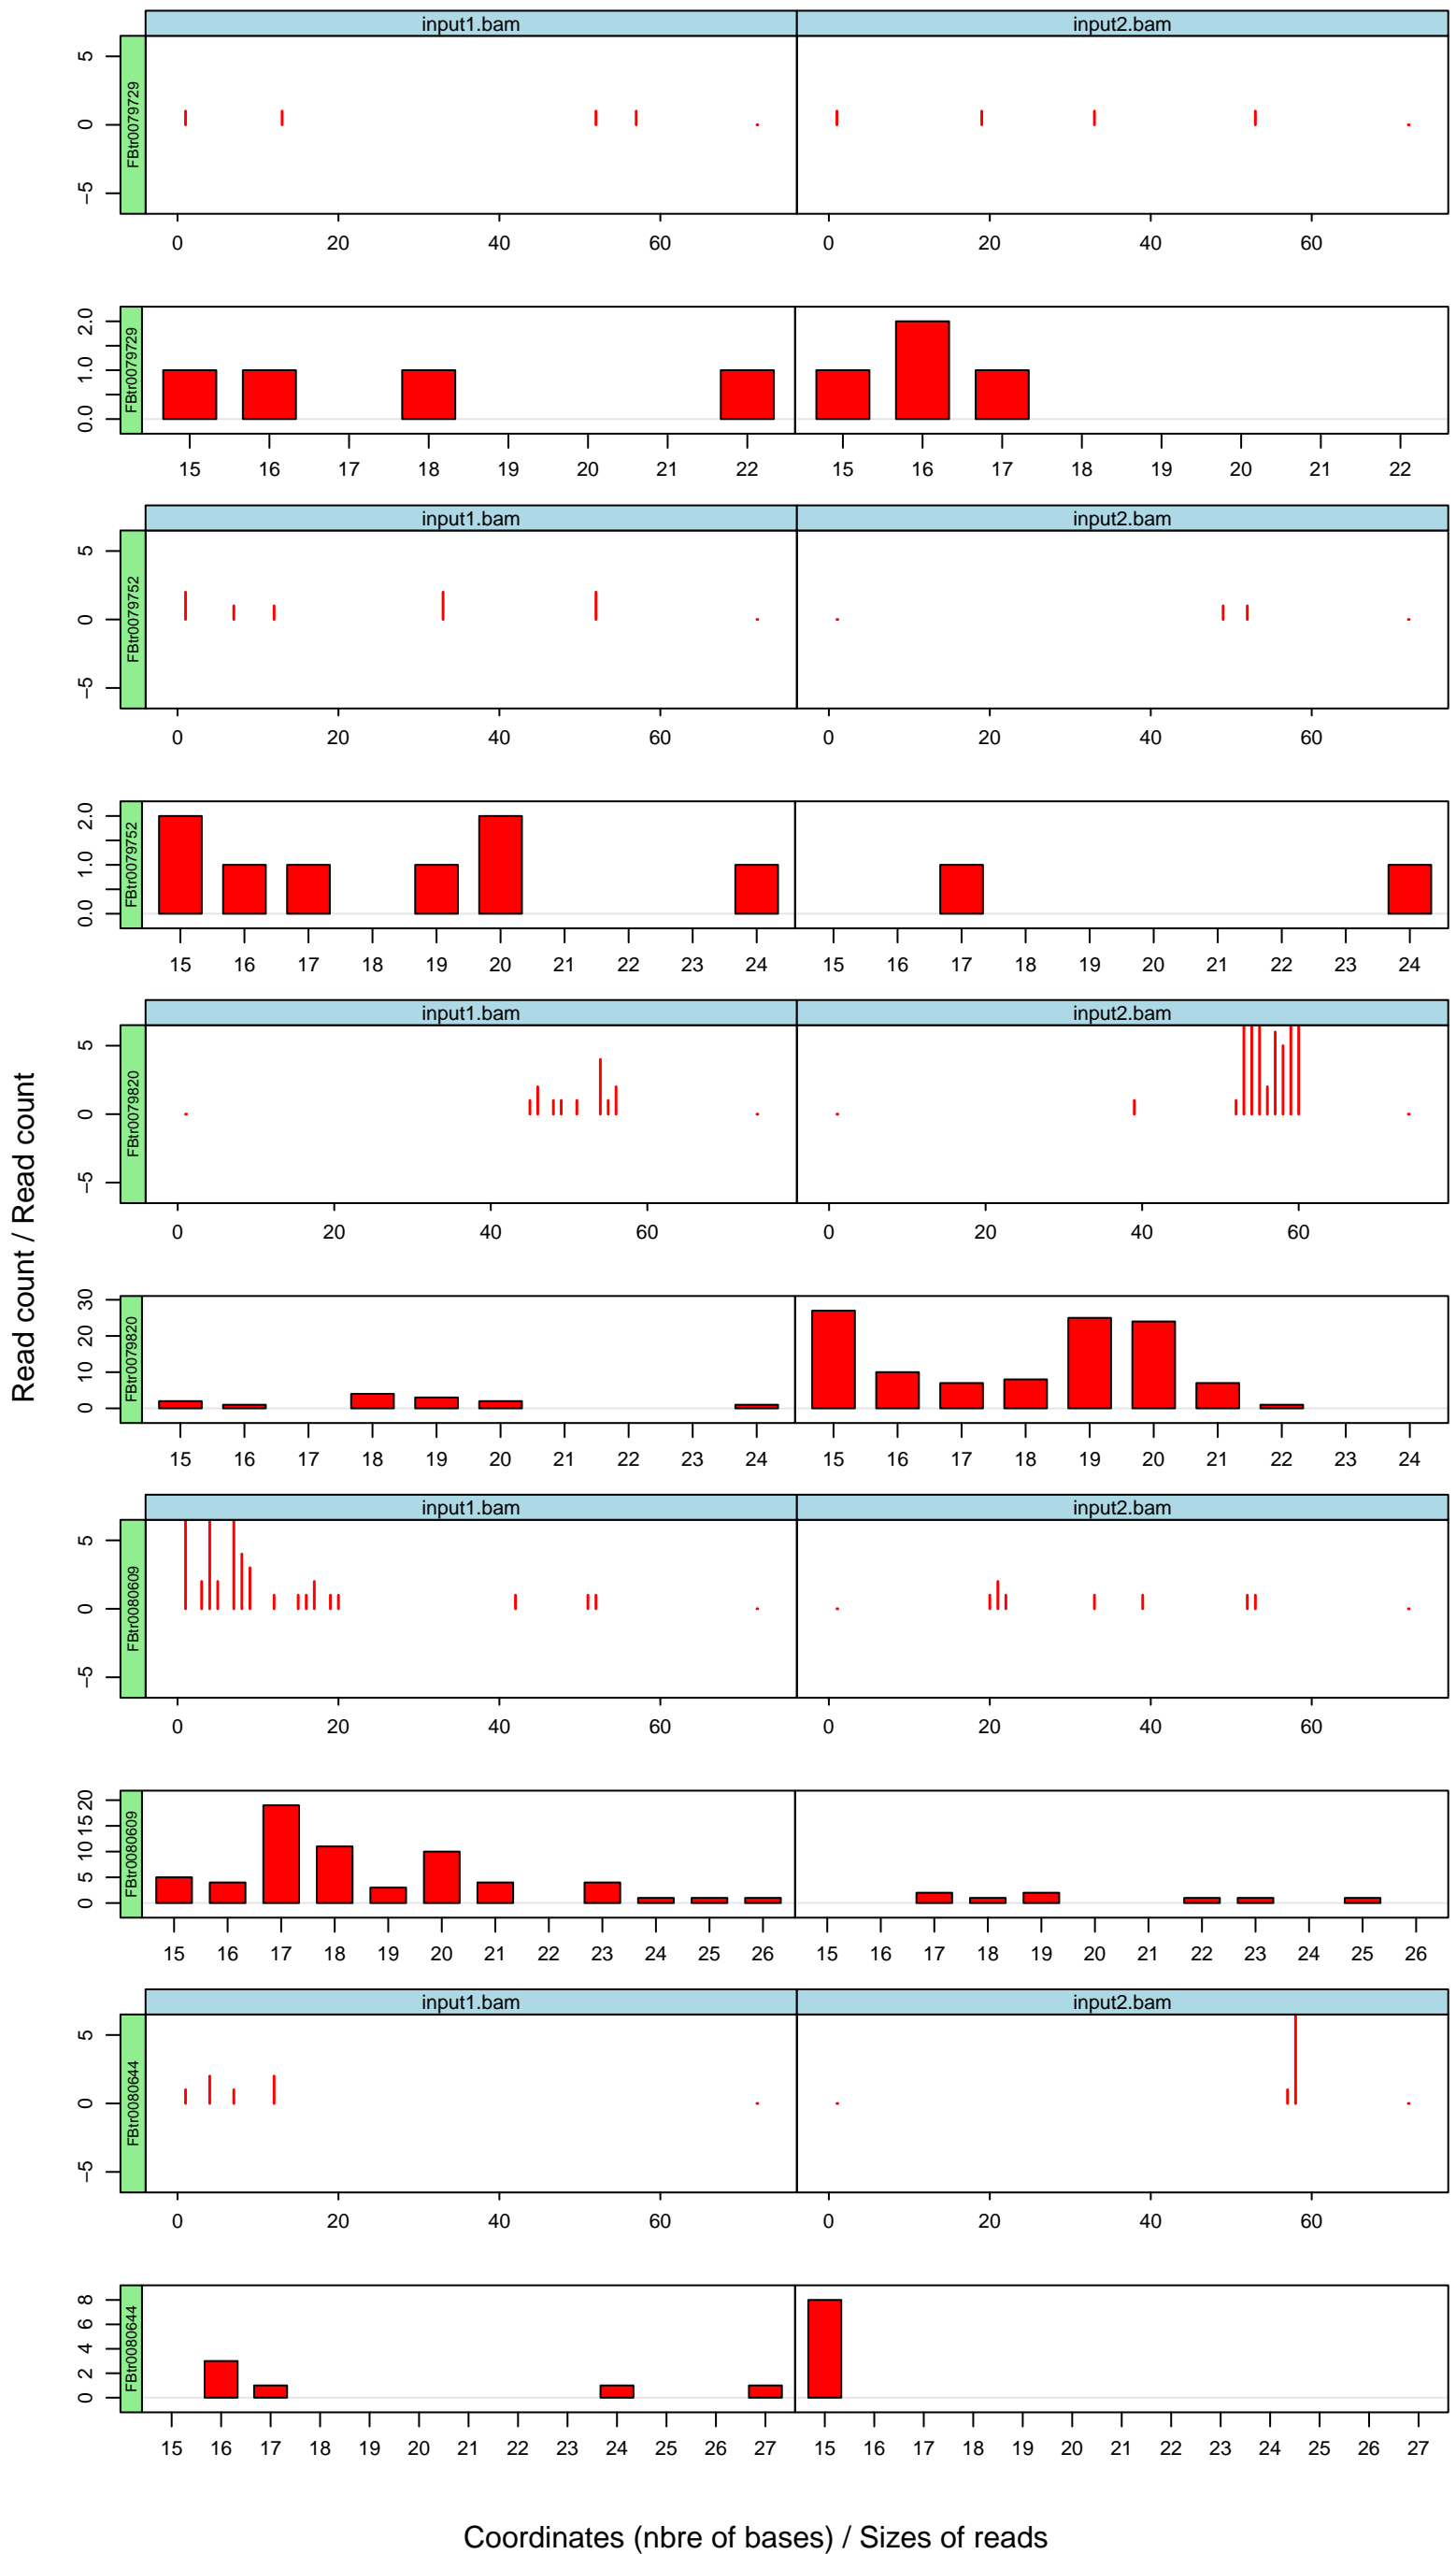 input1.bam input2.bam
FBtr0079729
5
0
−5
0 20 40 60 0 20 40 60
FBtr0079729
2.0
1.0
0.0
15 16 17 18 19 20 21 22 15 16 17 18 19 20 21 22
input1.bam input2.bam
FBtr0079752
5
0
−5
0 20 40 60 0 20 40 60
FBtr0079752
2.0
1.0
0.0
15 16 17 18 19 20 21 22 23 24 15 16 17 18 19 20 21 22 23 24
input1.bam input2.bam
FBtr0079820
5
0
−5
0 20 40 60 0 20 40 60
Read count / Read count
FBtr0079820
30
20
10
0
15 16 17 18 19 20 21 22 23 24 15 16 17 18 19 20 21 22 23 24
input1.bam input2.bam
FBtr0080609
5
0
−5
0 20 40 60 0 20 40 60
FBtr0080609
20
15
10
5
0
15 16 17 18 19 20 21 22 23 24 25 26 15 16 17 18 19 20 21 22 23 24 25 26
input1.bam input2.bam
FBtr0080644
5
0
−5
0 20 40 60 0 20 40 60
FBtr0080644
8
6
4
2
0
15 16 17 18 19 20 21 22 23 24 25 26 27 15 16 17 18 19 20 21 22 23 24 25 26 27
Coordinates (nbre of bases) / Sizes of reads